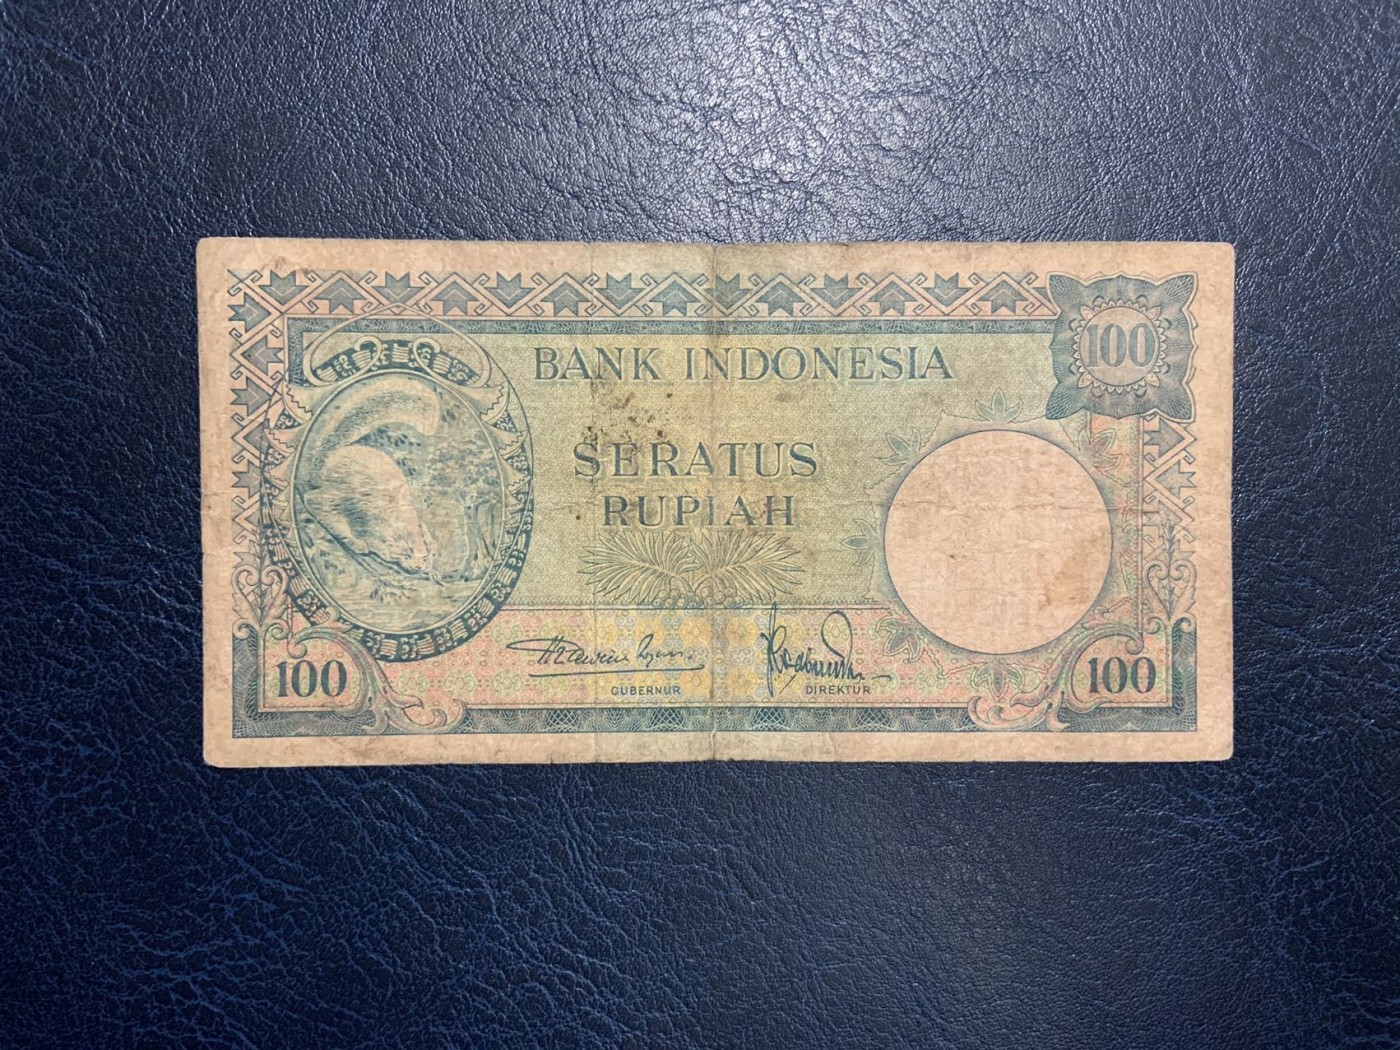 100
BANK INDONESIA
SERATUS
RUPIAH
GUBERNUR
DIREKTUR
100
100